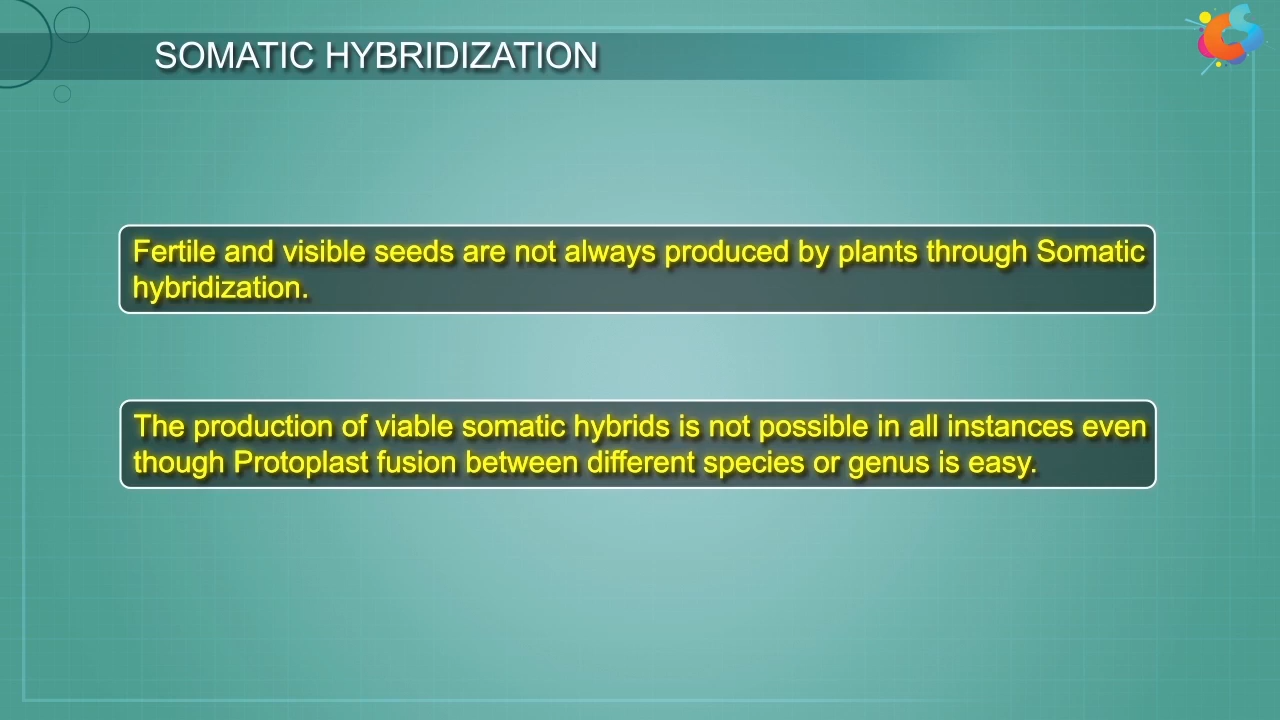 SOMATIC HYBRIDIZATION
Fertile and visible seeds are not always produced by plants through Somatic
hybridization.
The production of viable somatic hybrids is not possible in all instances even
though Protoplast fusion between different species or genus is easy.